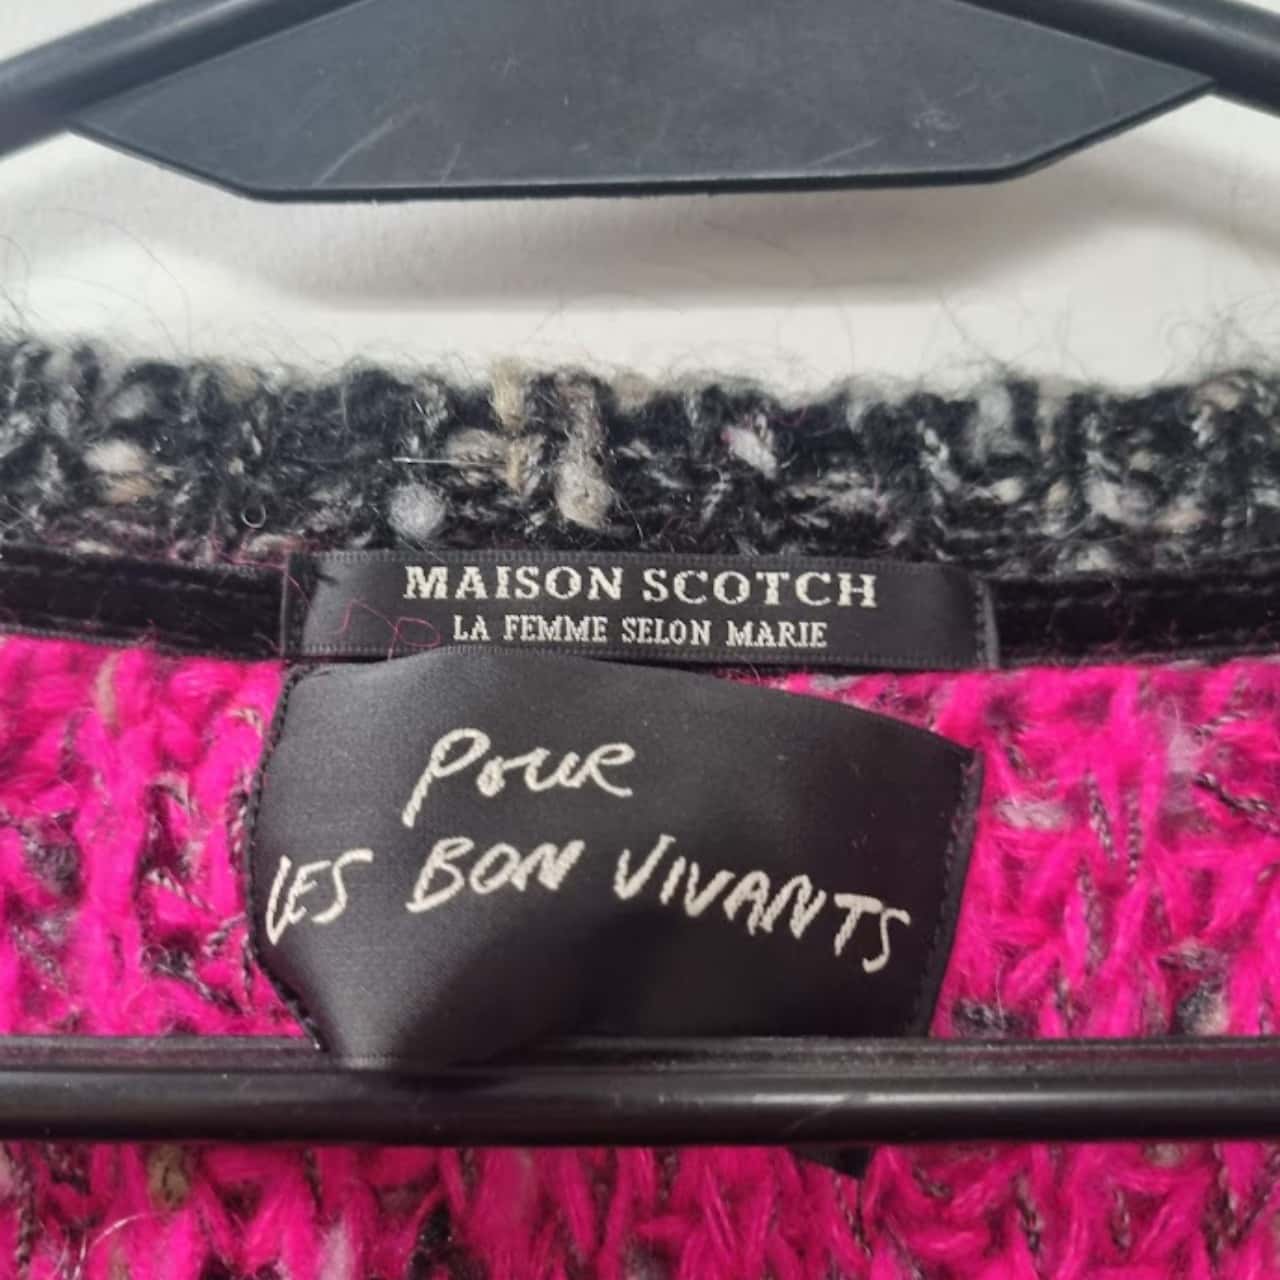 MAISON SCOTCH
LA FEMME SELON MARIE
POUR
LES BON VIVANTS